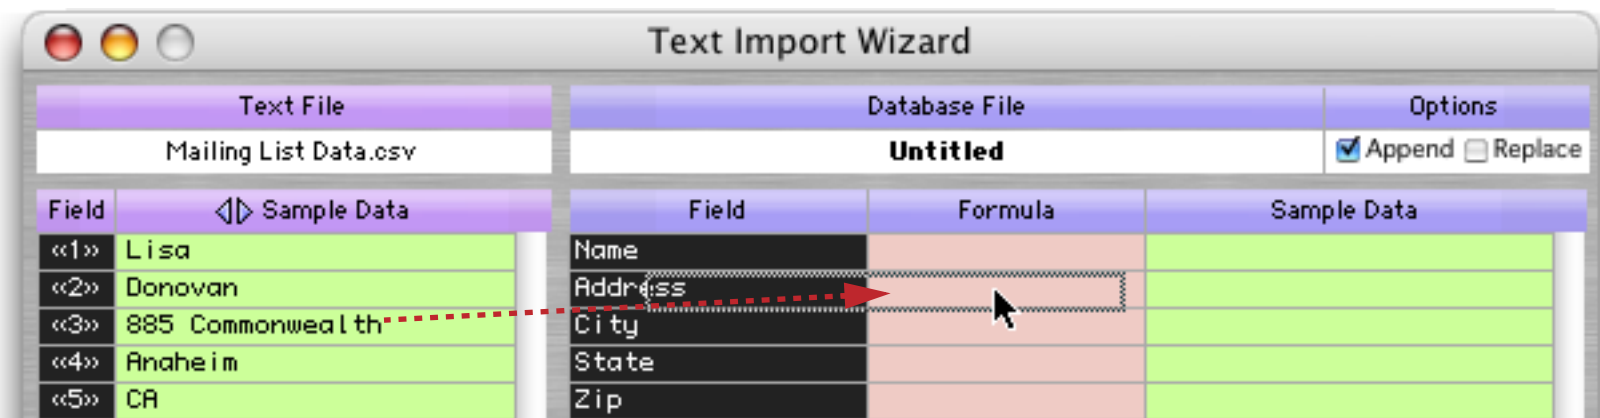 Text Import Wizard
Text File Database File Options
Mailing List Data.csv Untitled Append Replace
Field Sample Data Field Formula Sample Data
«1» Lisa Name
«2» Donovan Address
«3» 885 Commonwealth City
«4» Anaheim State
«5» CA Zip